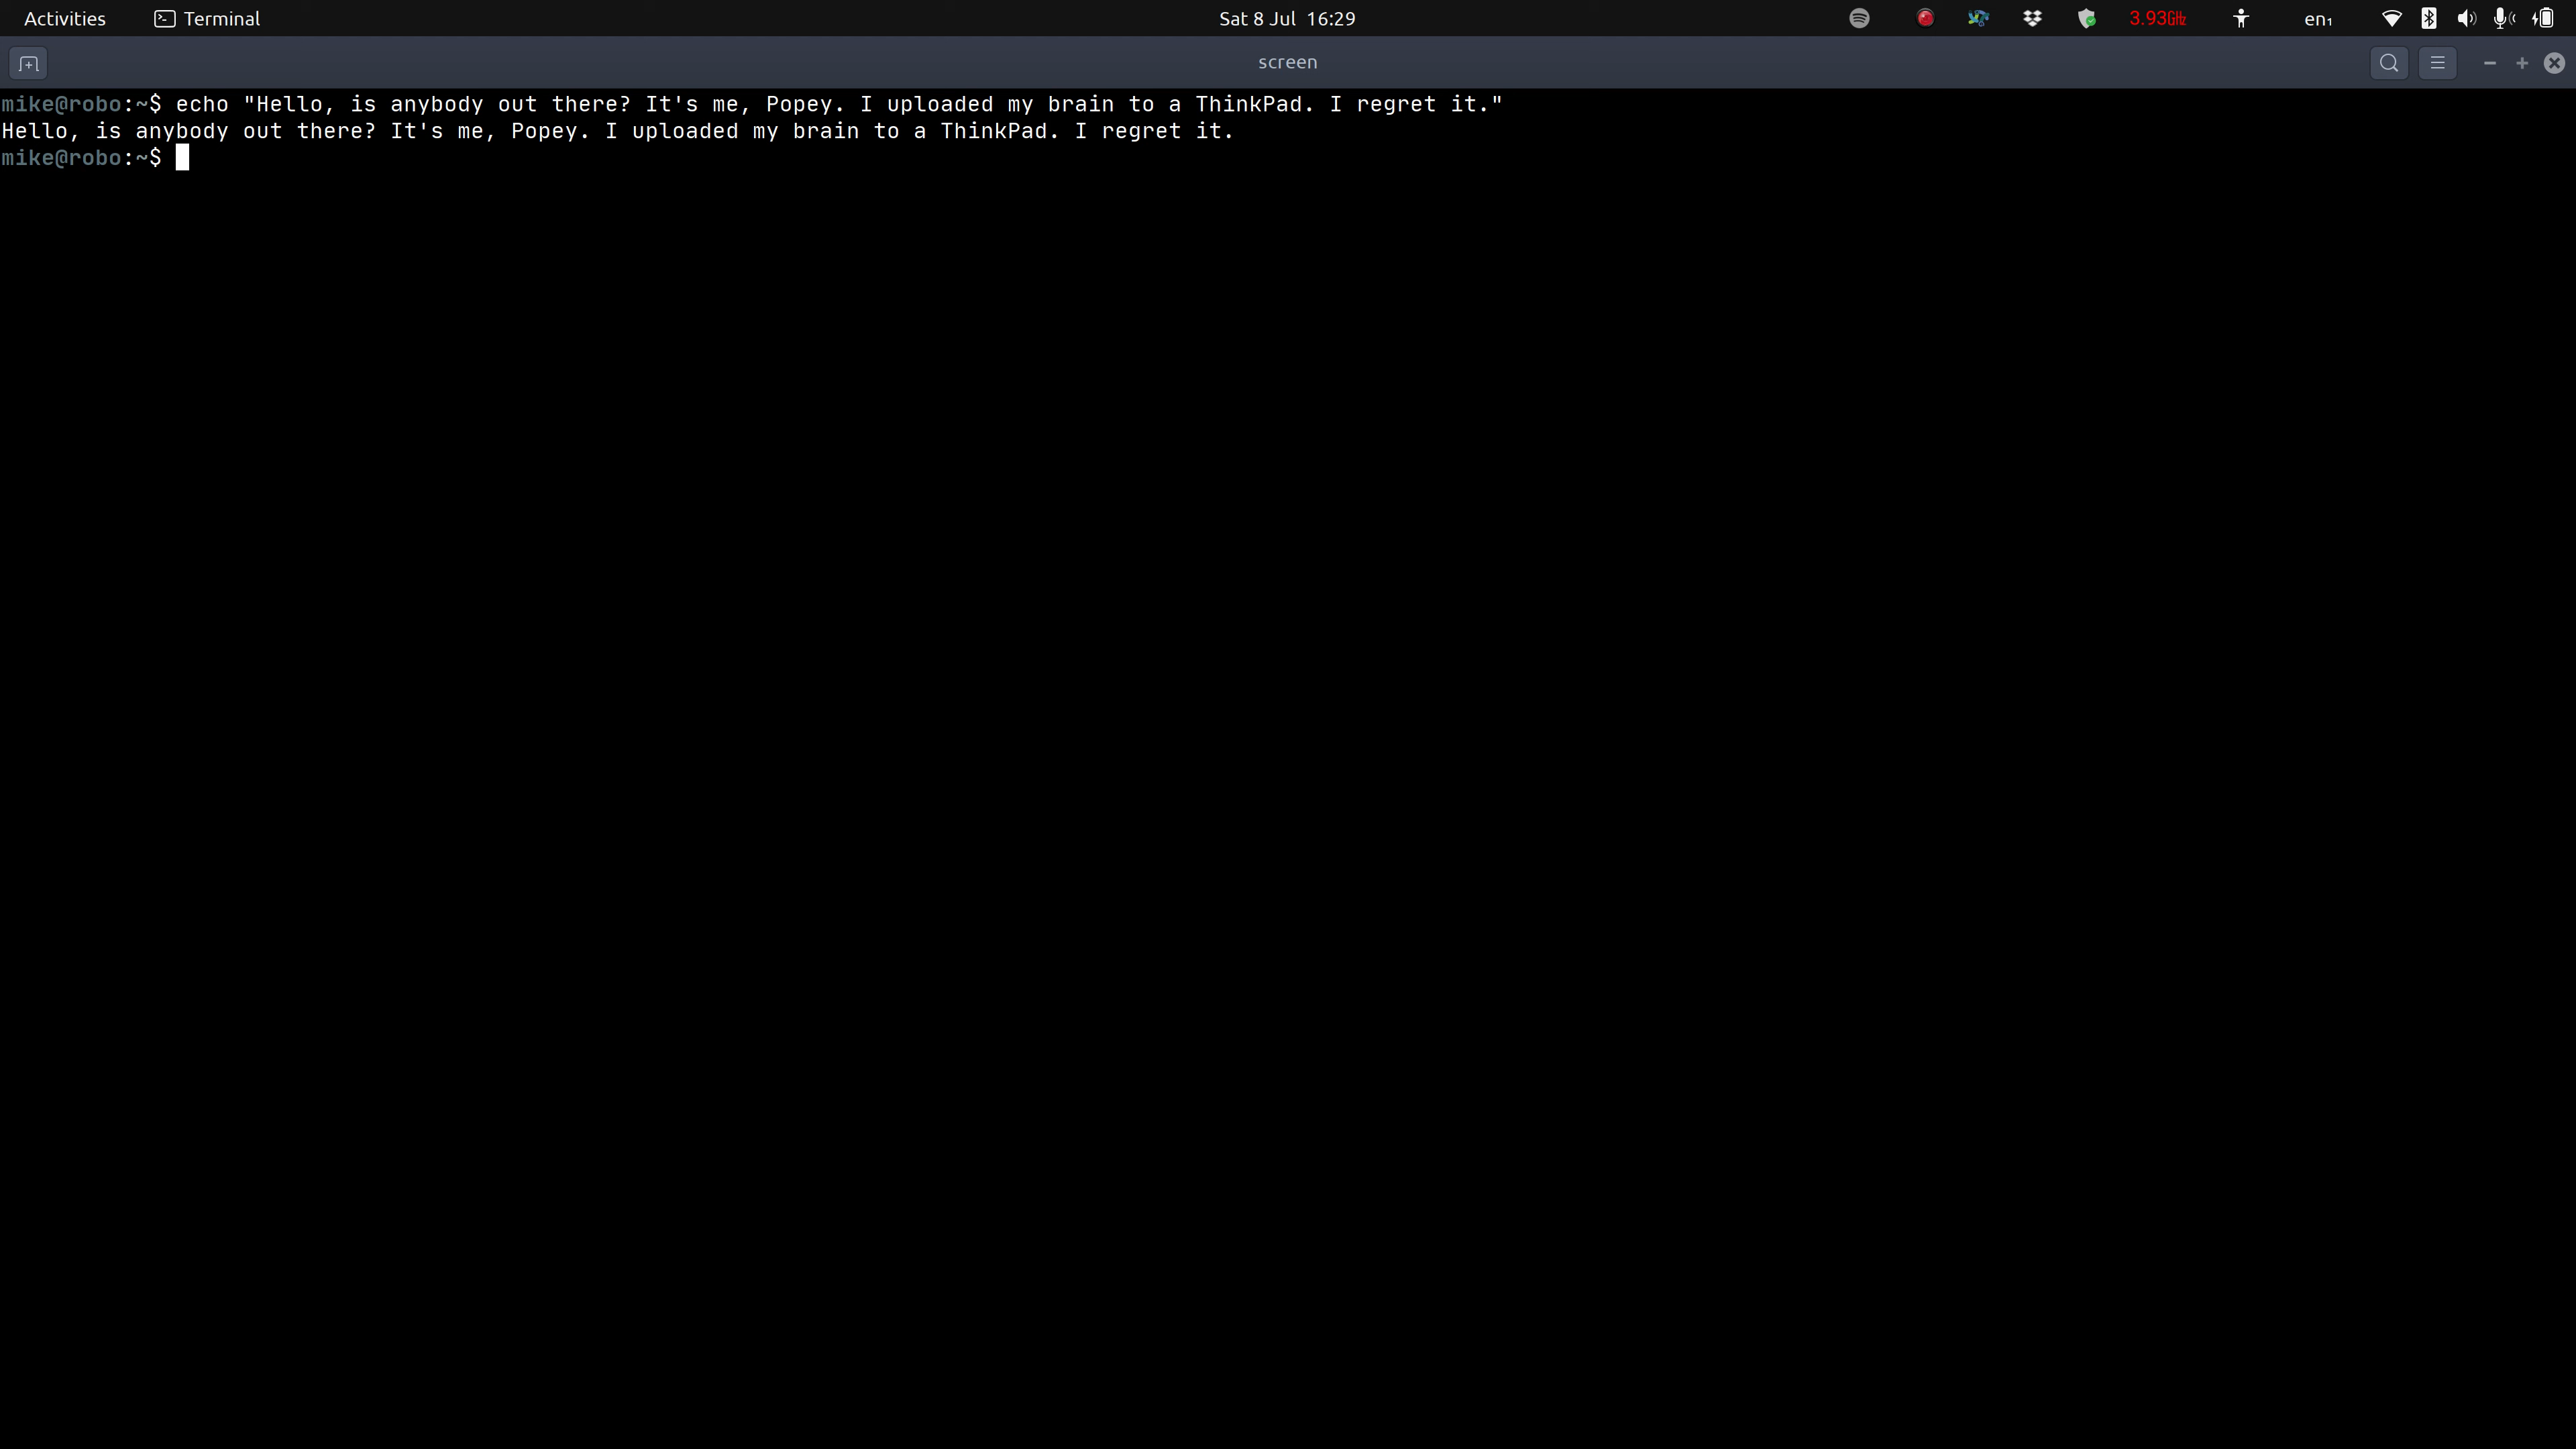 Activities Terminal Sat 8 Jul 16:29 3.93GHz en₁
screen
mike@robo:~$ echo "Hello, is anybody out there? It's me, Popey. I uploaded my brain to a ThinkPad. I regret it."
Hello, is anybody out there? It's me, Popey. I uploaded my brain to a ThinkPad. I regret it.
mike@robo:~$